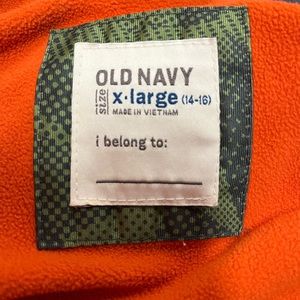 OLD NAVY
size x-large (14-16)
MADE IN VIETNAM
i belong to: